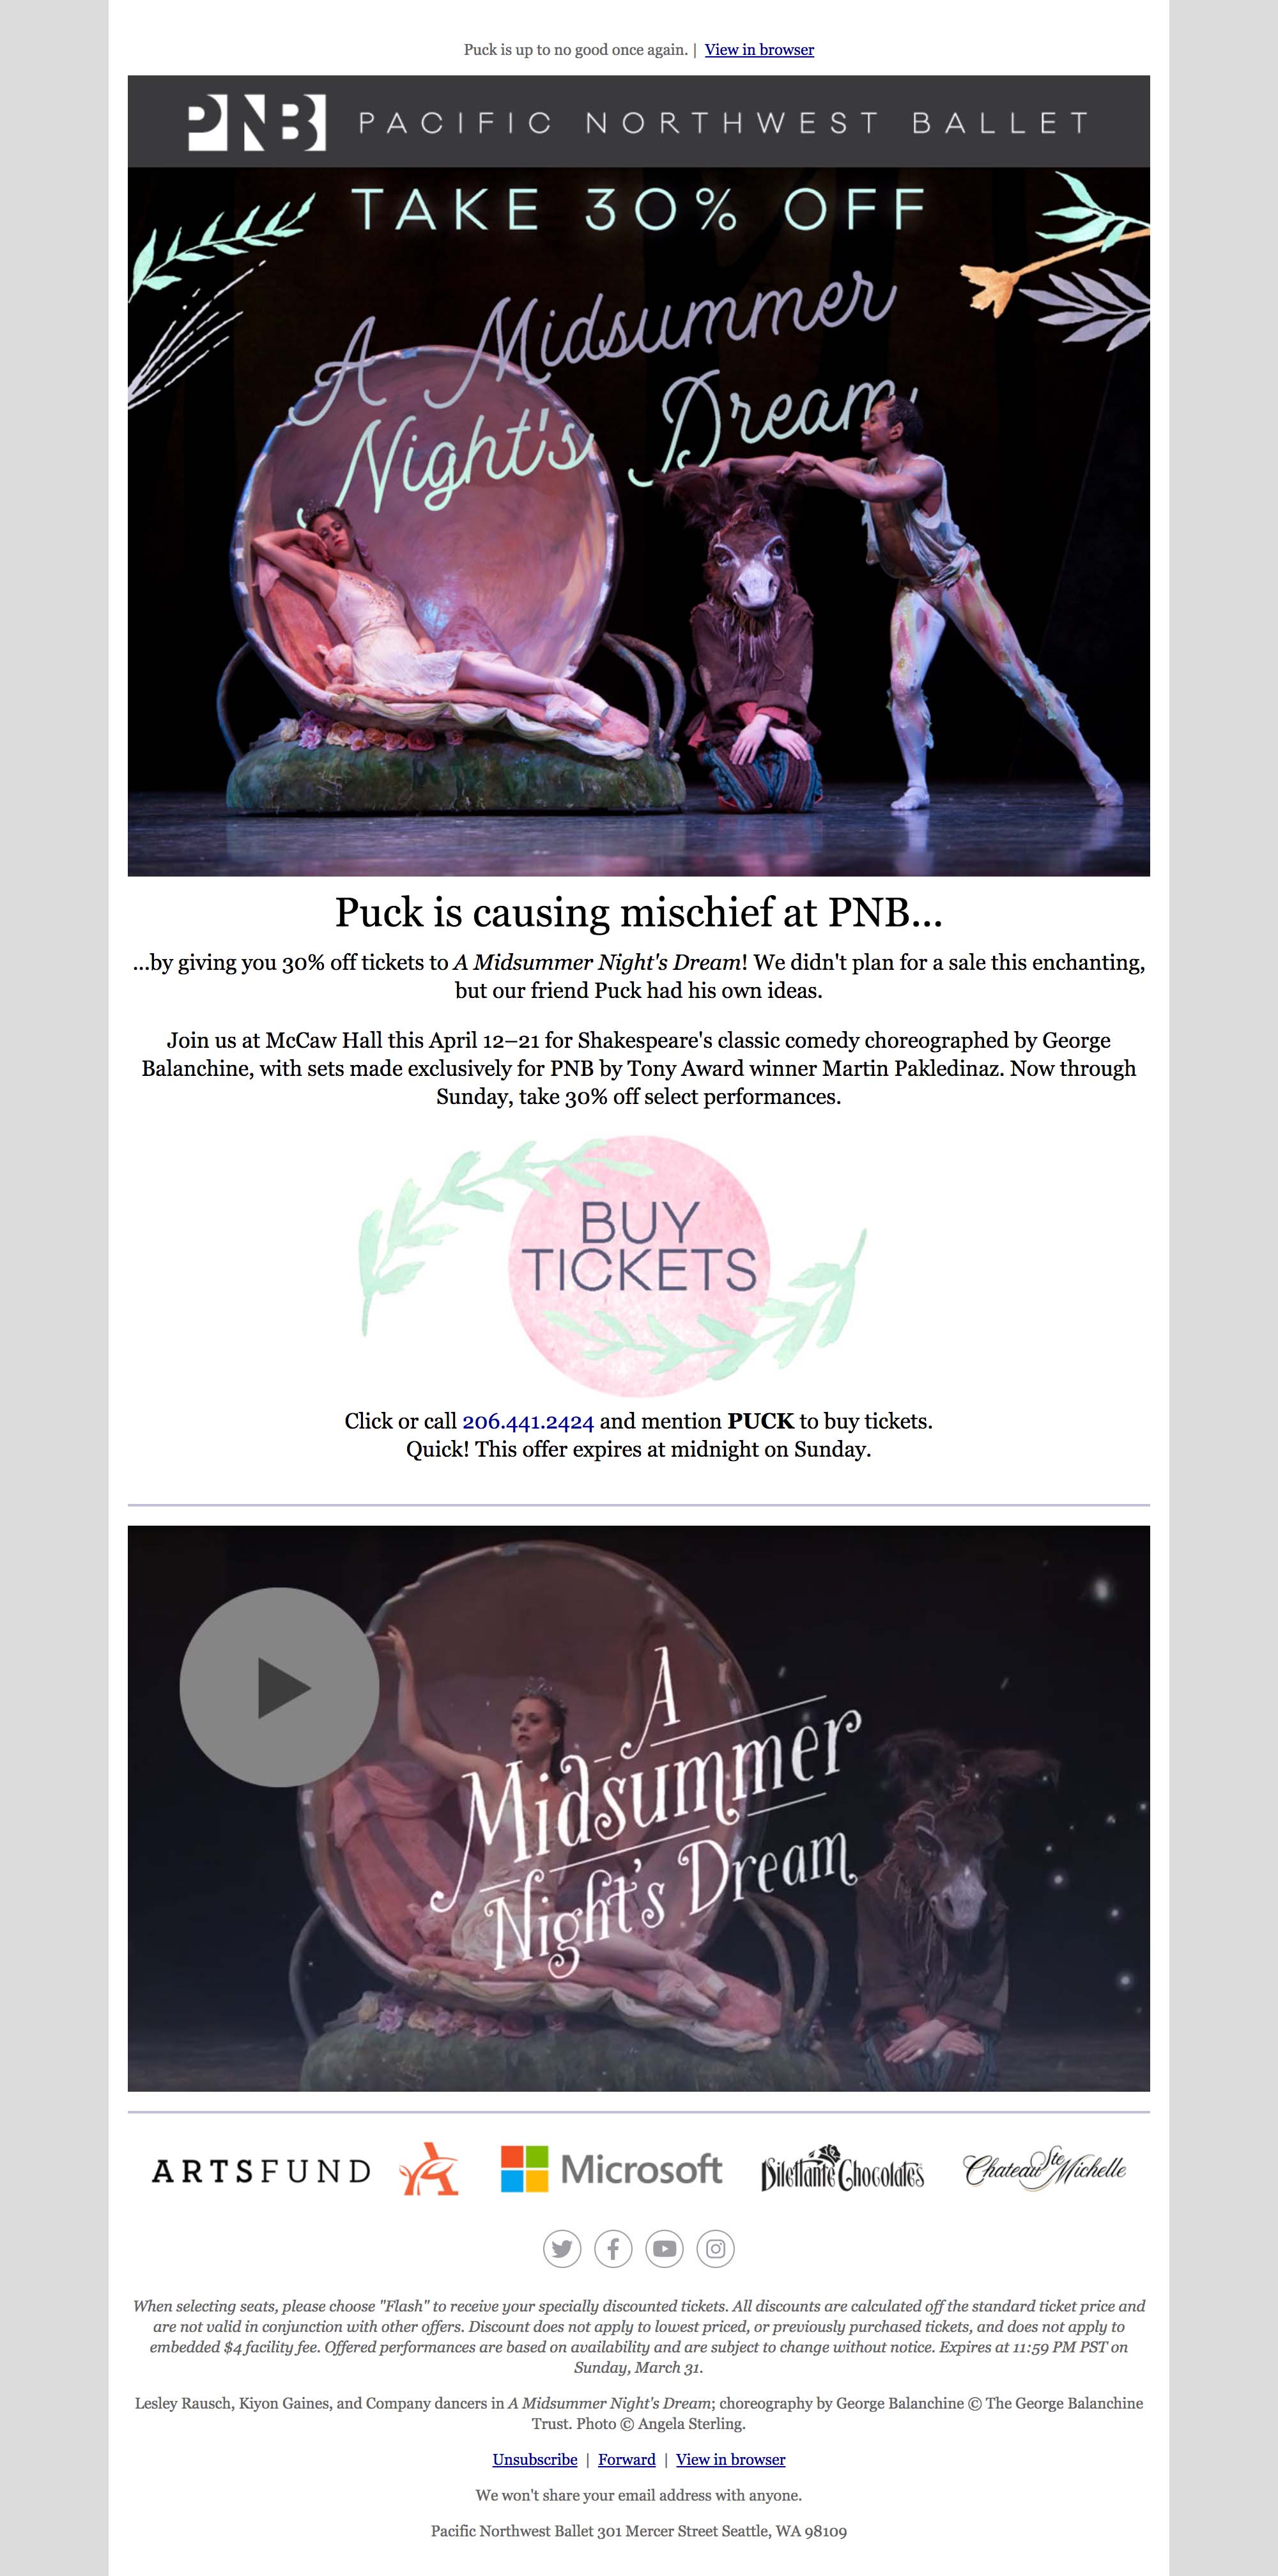 Puck is up to no good once again. | View in browser
PNB PACIFIC NORTHWEST BALLET
TAKE 30% OFF
A Midsummer
Night's Dream
Puck is causing mischief at PNB...
...by giving you 30% off tickets to A Midsummer Night's Dream! We didn't plan for a sale this enchanting,
but our friend Puck had his own ideas.
Join us at McCaw Hall this April 12–21 for Shakespeare's classic comedy choreographed by George
Balanchine, with sets made exclusively for PNB by Tony Award winner Martin Pakledinaz. Now through
Sunday, take 30% off select performances.
BUY
TICKETS
Click or call 206.441.2424 and mention PUCK to buy tickets.
Quick! This offer expires at midnight on Sunday.
A
Midsummer
Night's Dream
ARTSFUND Microsoft Dilettante Chocolates Chateau Ste Michelle
When selecting seats, please choose "Flash" to receive your specially discounted tickets. All discounts are calculated off the standard ticket price and
are not valid in conjunction with other offers. Discount does not apply to lowest priced, or previously purchased tickets, and does not apply to
embedded $4 facility fee. Offered performances are based on availability and are subject to change without notice. Expires at 11:59 PM PST on
Sunday, March 31.
Lesley Rausch, Kiyon Gaines, and Company dancers in A Midsummer Night's Dream; choreography by George Balanchine © The George Balanchine
Trust. Photo © Angela Sterling.
Unsubscribe | Forward | View in browser
We won't share your email address with anyone.
Pacific Northwest Ballet 301 Mercer Street Seattle, WA 98109